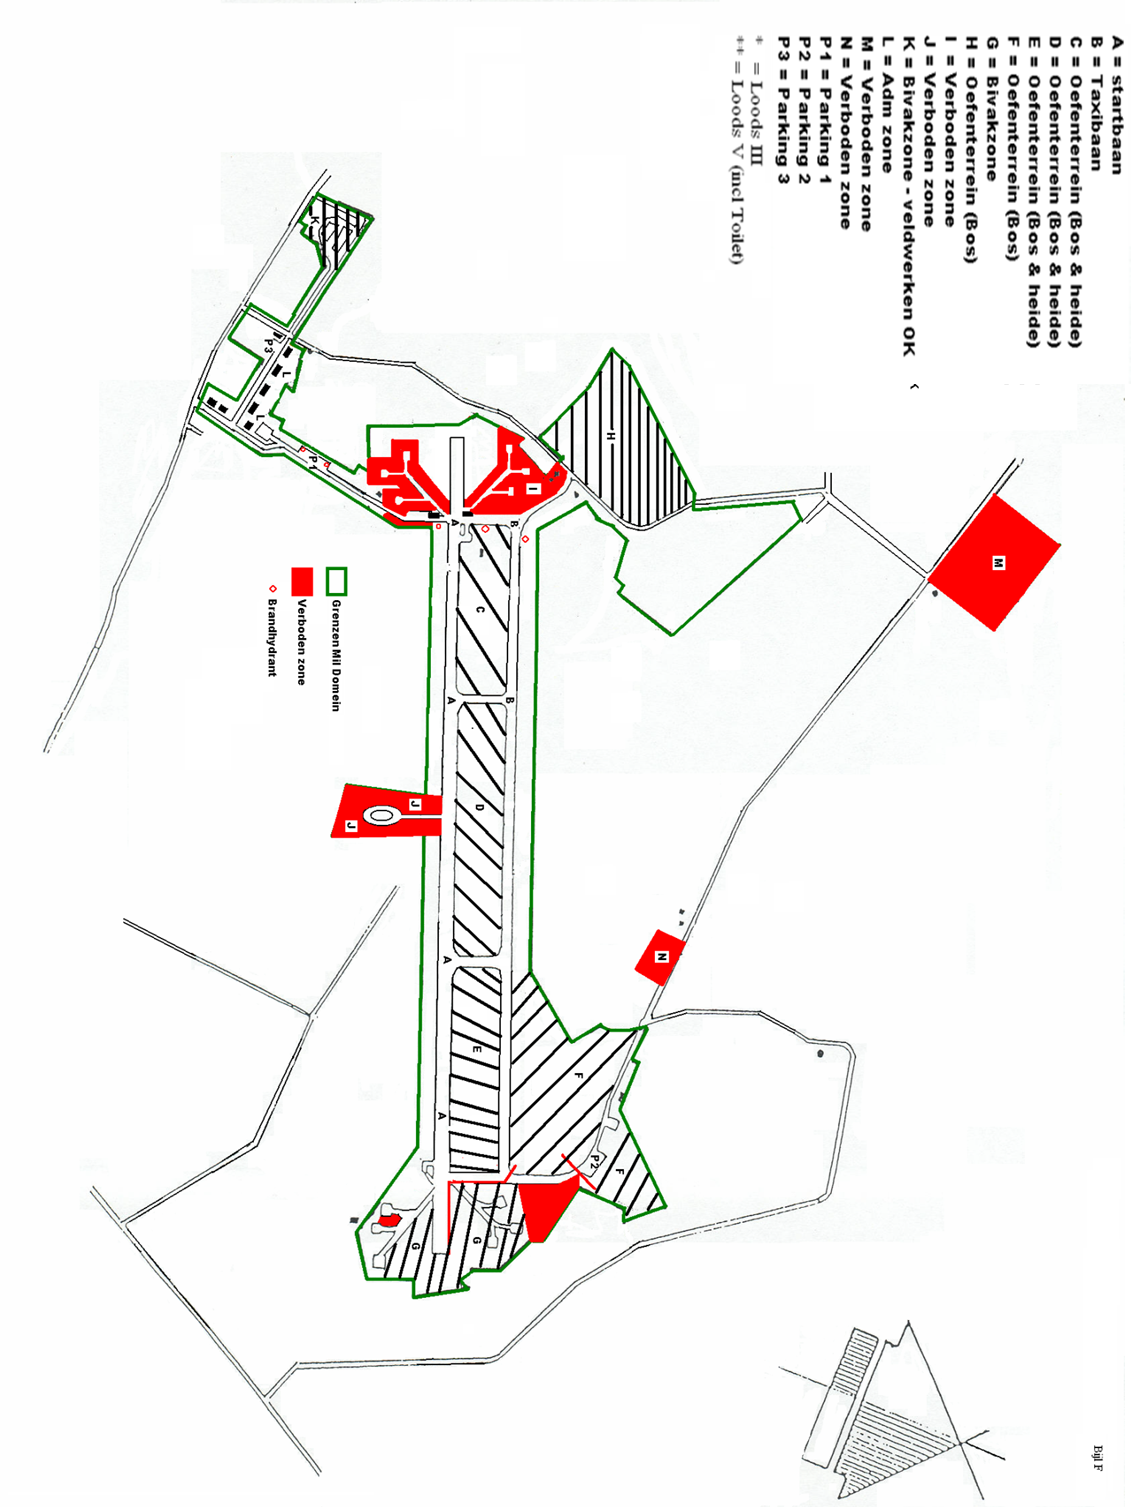 A = startbaan
B = Taxibaan
C = Oefenterrein (Bos & heide)
D = Oefenterrein (Bos & heide)
E = Oefenterrein (Bos & heide)
F = Oefenterrein (Bos)
G = Bivakzone
H = Oefenterrein (Bos)
I = Verboden zone
J = Verboden zone
K = Bivakzone - veldwerken OK
L = Adm zone
M = Verboden zone
N = Verboden zone
P1 = Parking 1
P2 = Parking 2
P3 = Parking 3
* = Loods III
** = Loods V (incl Toilet)
K
P3
L
L
P1
H
I
A
B
C
A
B
M
Grenzen Mil Domein
Verboden zone
Brandhydrant
J
J
D
A
N
E
F
A
P2
F
G
G
Bijl F